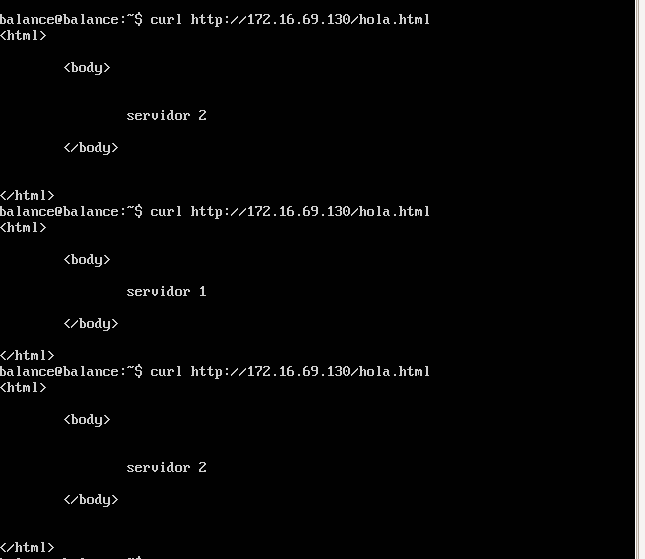 balance@balance:~$ curl http://172.16.69.130/hola.html
<html>
<body>
servidor 2
</body>
</html>
balance@balance:~$ curl http://172.16.69.130/hola.html
<html>
<body>
servidor 1
</body>
</html>
balance@balance:~$ curl http://172.16.69.130/hola.html
<html>
<body>
servidor 2
</body>
</html>